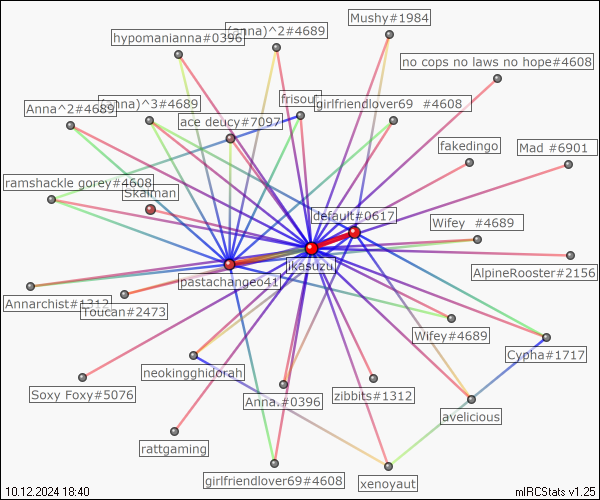 Mushy#1984
hypomanianna#0396
(anna)^2#4689
no cops no laws no hope#4608
Anna^2#4689
(anna)^3#4689
frisout
girlfriendlover69 #4608
ace deucy#7097
fakedingo
Mad #6901
ramshackle gorey#4608
Skalman
default#0617
Wifey #4689
jkasuzu
pastachangeo41
AlpineRooster#2156
Annarchist#1312
Toucan#2473
Wifey#4689
Cypha#1717
neokingghidorah
Soxy Foxy#5076
Anna.#0396
zibbits#1312
avelicious
rattgaming
girlfriendlover69#4608
xenoyaut
10.12.2024 18:40
mIRCStats v1.25